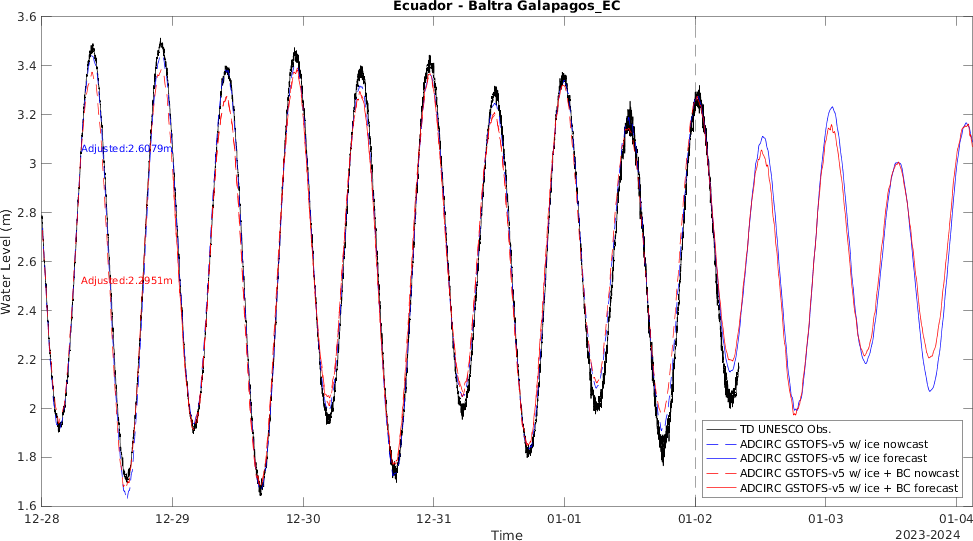 Ecuador - Baltra Galapagos_EC
3.6
3.4
3.2
3
2.8
2.6
2.4
2.2
2
1.8
1.6
Water Level (m)
Adjusted:2.6079m
Adjusted:2.2951m
TD UNESCO Obs.
ADCIRC GSTOFS-v5 w/ ice nowcast
ADCIRC GSTOFS-v5 w/ ice forecast
ADCIRC GSTOFS-v5 w/ ice + BC nowcast
ADCIRC GSTOFS-v5 w/ ice + BC forecast
12-28 12-29 12-30 12-31 01-01 01-02 01-03 01-04
Time
2023-2024